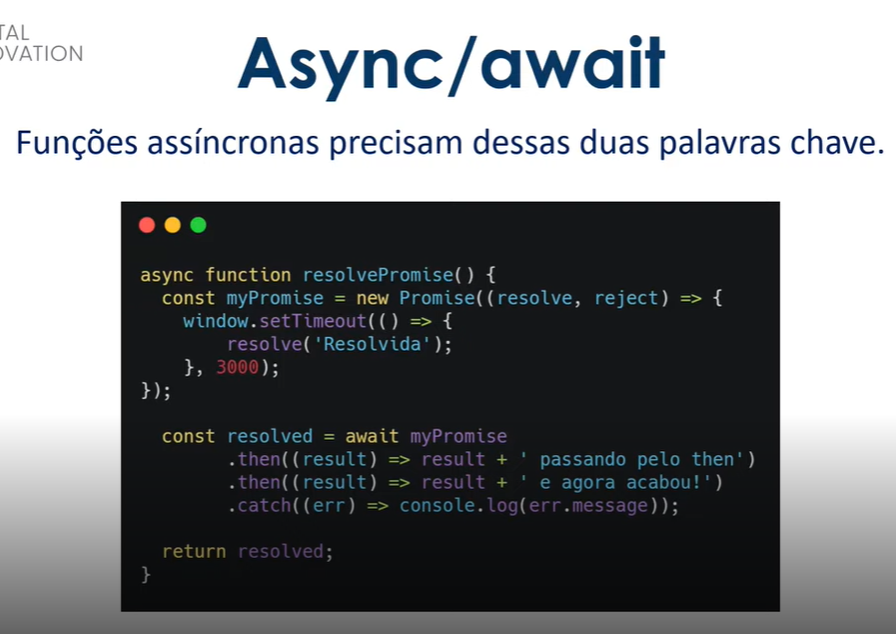 TAL
OVATION
Async/await
Funções assíncronas precisam dessas duas palavras chave.
async function resolvePromise() {
  const myPromise = new Promise((resolve, reject) => {
    window.setTimeout(() => {
        resolve('Resolvida');
    }, 3000);
});
  const resolved = await myPromise
        .then((result) => result + ' passando pelo then')
        .then((result) => result + ' e agora acabou!')
        .catch((err) => console.log(err.message));
  return resolved;
}